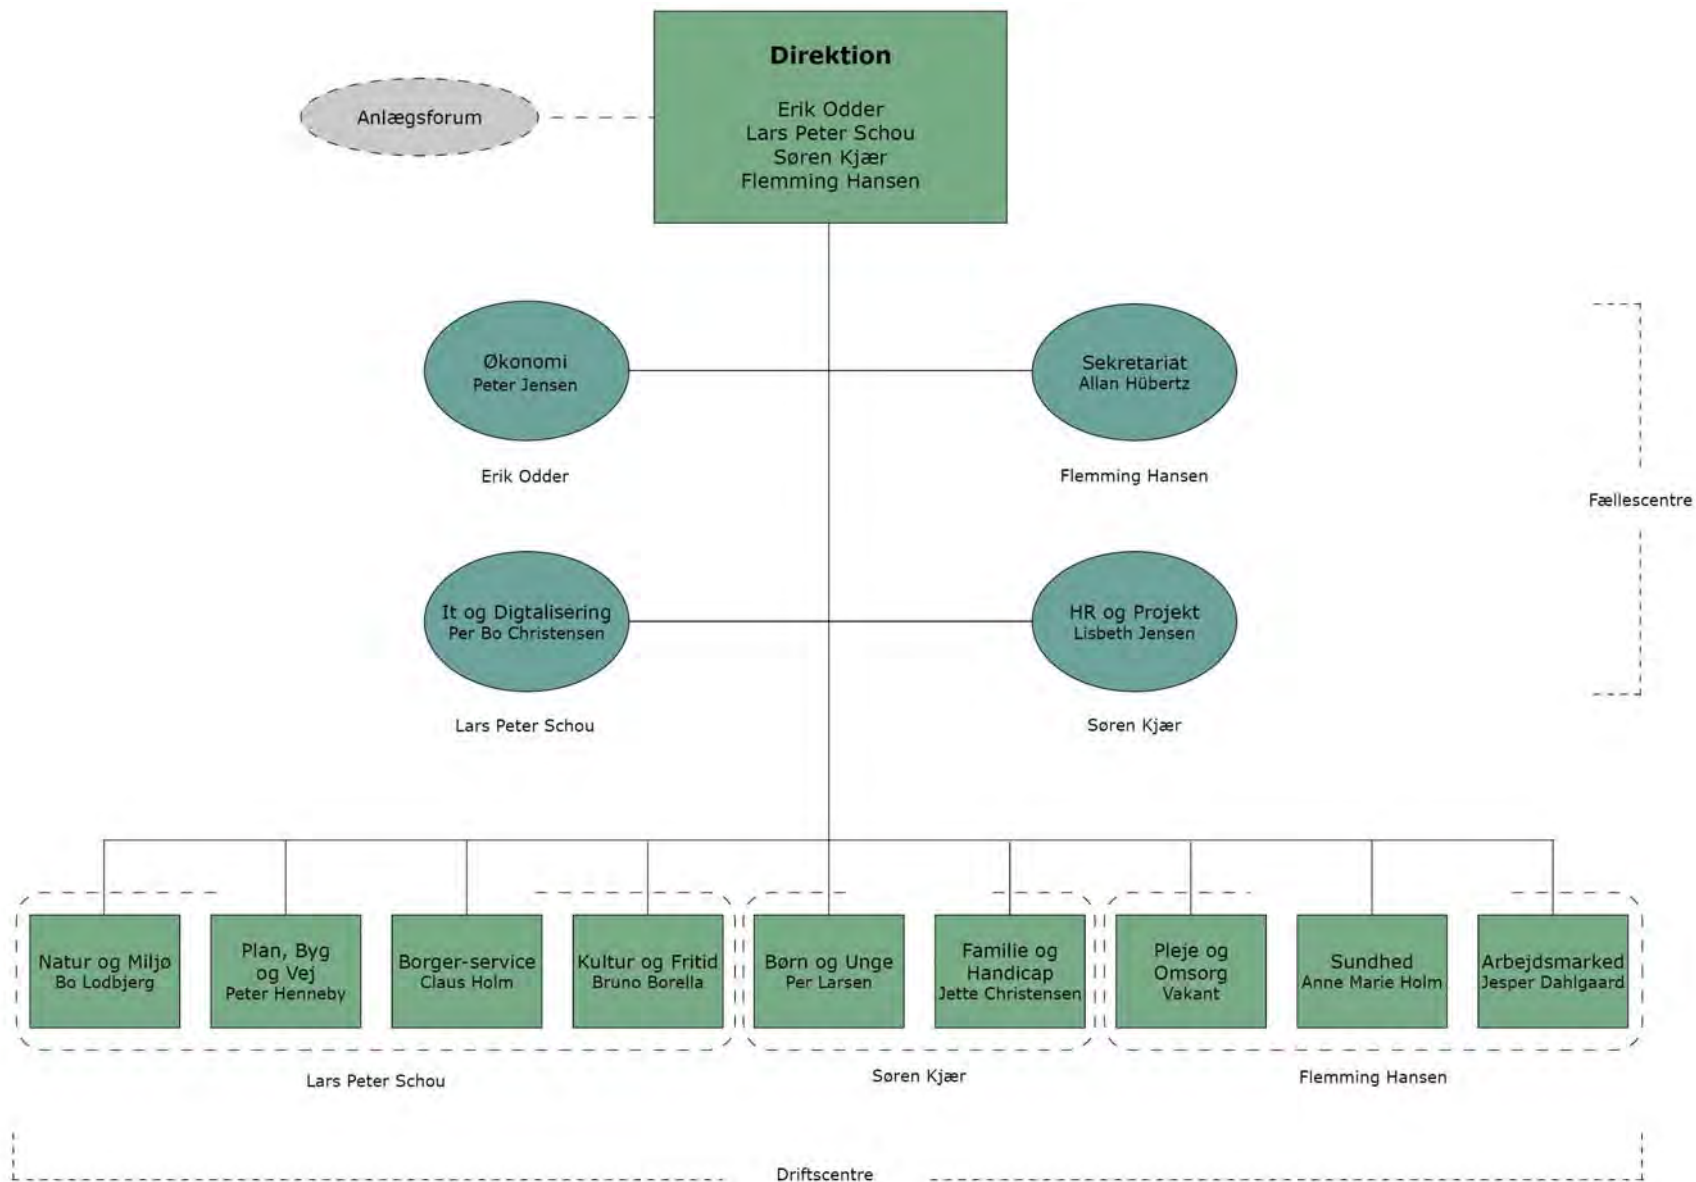 Direktion
Erik Odder
Lars Peter Schou
Søren Kjær
Flemming Hansen
Anlægsforum
Økonomi
Peter Jensen
Erik Odder
Sekretariat
Allan Hübertz
Flemming Hansen
Fællescentre
It og Digtalisering
Per Bo Christensen
Lars Peter Schou
HR og Projekt
Lisbeth Jensen
Søren Kjær
Natur og Miljø
Bo Lodbjerg
Plan, Byg
og Vej
Peter Henneby
Borger-service
Claus Holm
Kultur og Fritid
Bruno Borella
Børn og Unge
Per Larsen
Familie og
Handicap
Jette Christensen
Pleje og
Omsorg
Vakant
Sundhed
Anne Marie Holm
Arbejdsmarked
Jesper Dahlgaard
Lars Peter Schou
Søren Kjær
Flemming Hansen
Driftscentre